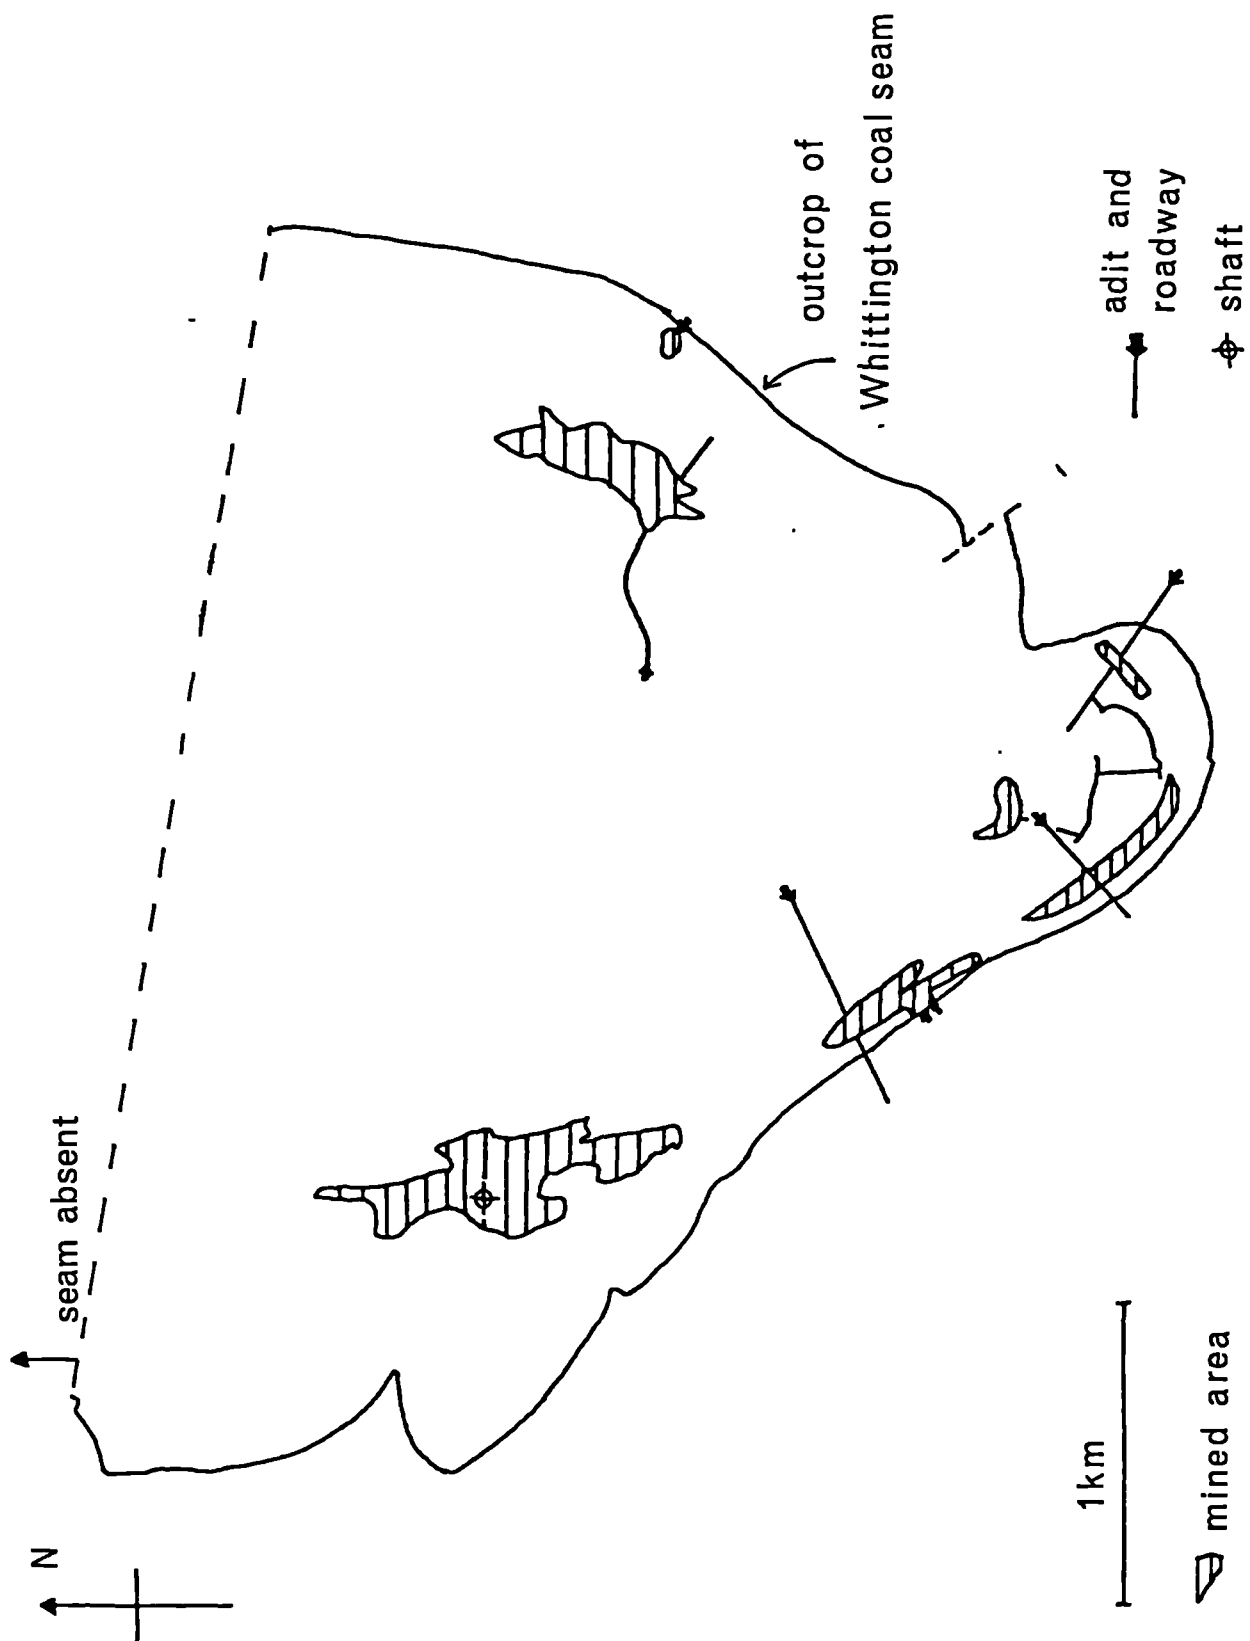 N
seam absent
outcrop of
Whittington coal seam
1km
mined area
adit and
roadway
shaft